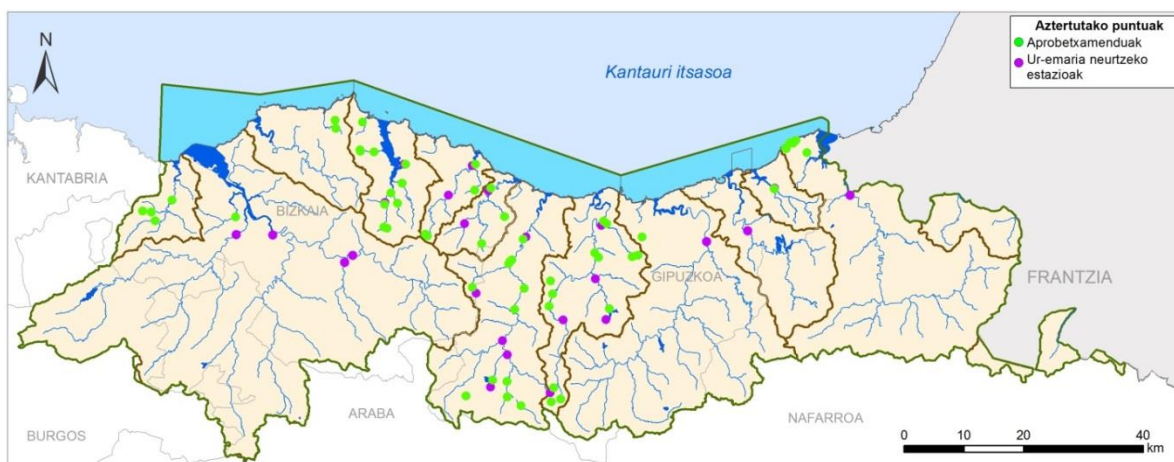 Aztertutako puntuak
Aprobetxamenduak
Ur-emaria neurtzeko
estazioak
N
Kantauri itsasoa
KANTABRIA
BIZKAIA
GIPUZKOA
FRANTZIA
ARABA
NAFARROA
BURGOS
0 10 20 40
km